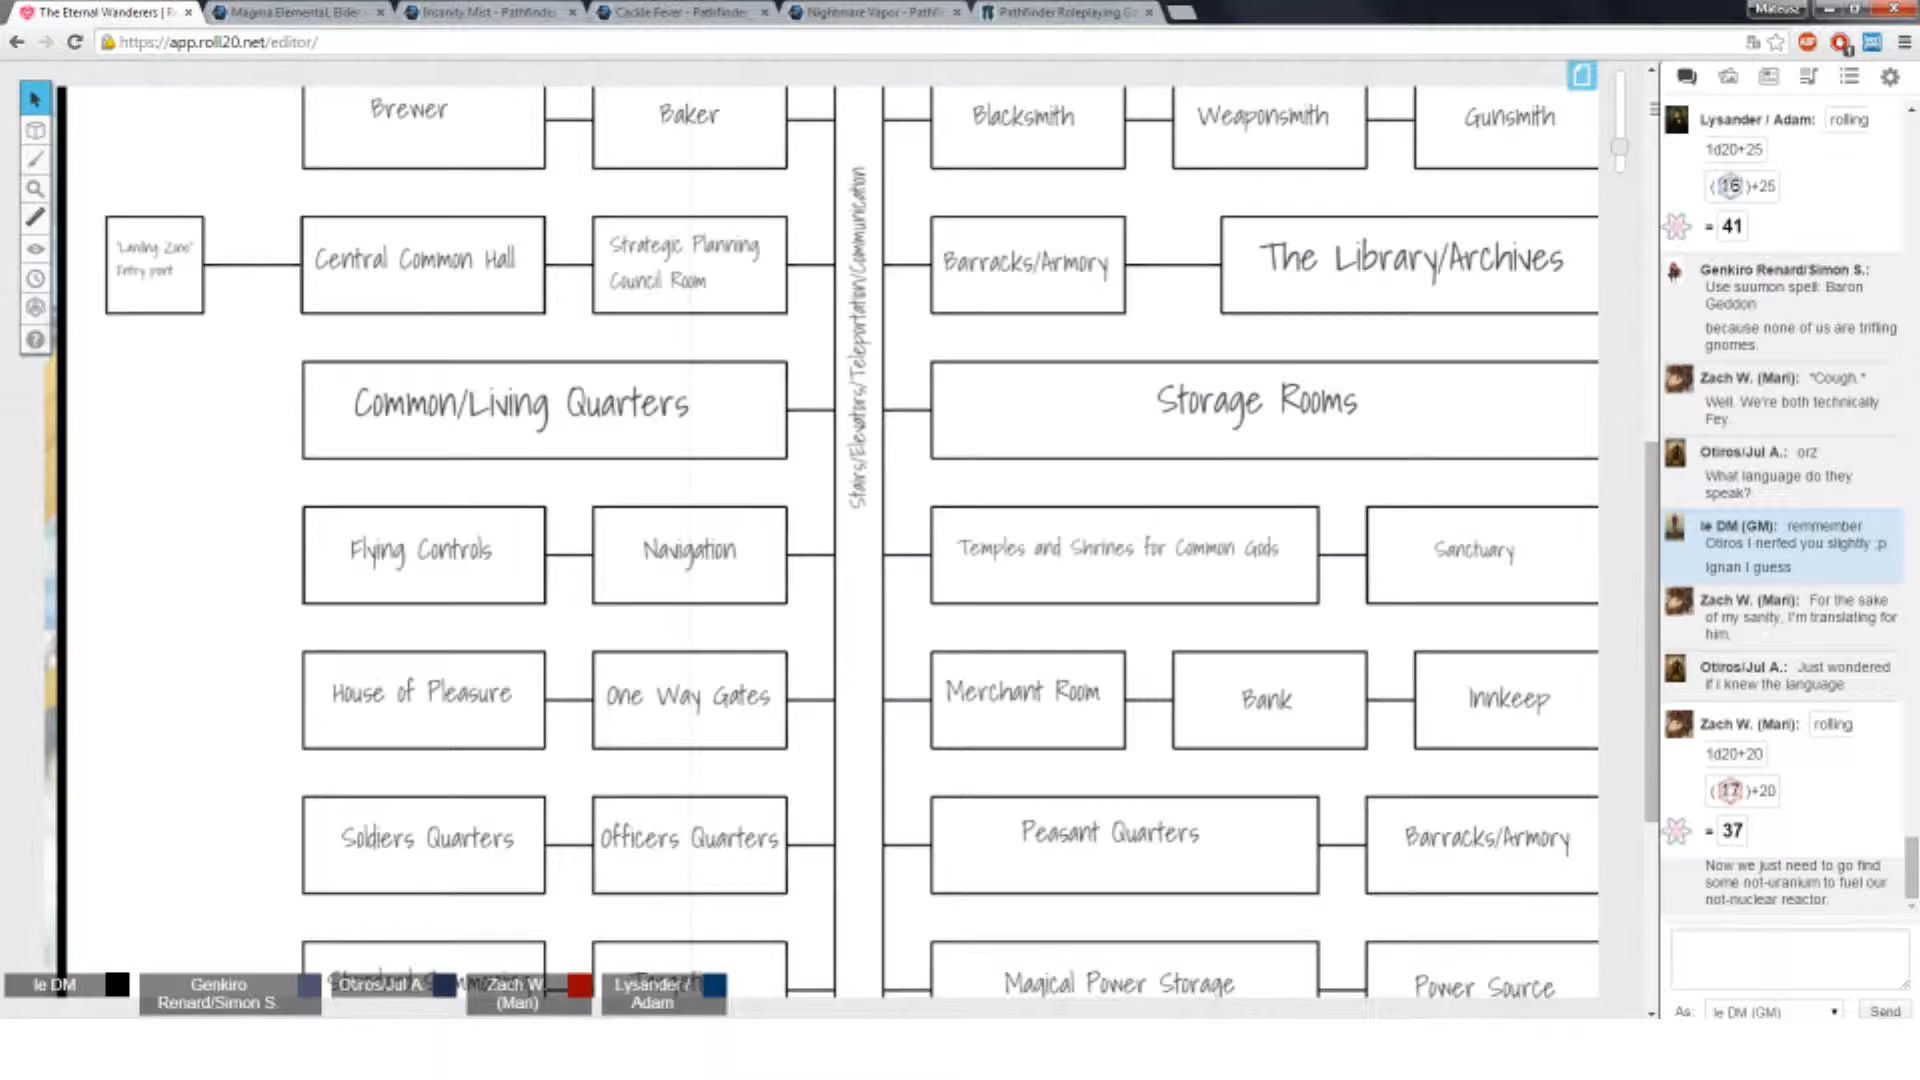 The Eternal Wanderers | R
Magma Elemental, Elder -
Insanity Mist - Pathfinder
Cackle Fever - Pathfinder
Nightmare Vapor - Pathfi
Pathfinder Roleplaying G
Mateusz
https://app.roll20.net/editor/
Brewer
Baker
Blacksmith
Weaponsmith
Gunsmith
"Landing Zone"
Entry point
Central Common Hall
Strategic Planning
Council Room
Stairs/Elevators/Teleportation/Communication
Barracks/Armory
The Library/Archives
Common/Living Quarters
Storage Rooms
Flying Controls
Navigation
Temples and Shrines for Common Gods
Sanctuary
House of Pleasure
One Way Gates
Merchant Room
Bank
Innkeep
Soldiers Quarters
Officers Quarters
Peasant Quarters
Barracks/Armory
Magical Power Storage
Power Source
le DM
Genkiro
Renard/Simon S.
Otiros/Jul A.
Zach W.
(Mari)
Lysander /
Adam
Lysander / Adam: rolling
1d20+25
(16)+25
= 41
Genkiro Renard/Simon S.:
Use suumon spell: Baron
Geddon
because none of us are trifling
gnomes.
Zach W. (Mari): *Cough.*
Well. We're both technically
Fey.
Otiros/Jul A.: orz
What language do they
speak?
le DM (GM): remmember
Otiros I nerfed you slightly ;p
Ignan I guess
Zach W. (Mari): For the sake
of my sanity, I'm translating for
him.
Otiros/Jul A.: Just wondered
if i knew the language
Zach W. (Mari): rolling
1d20+20
(17)+20
= 37
Now we just need to go find
some not-uranium to fuel our
not-nuclear reactor.
As: le DM (GM)
Send